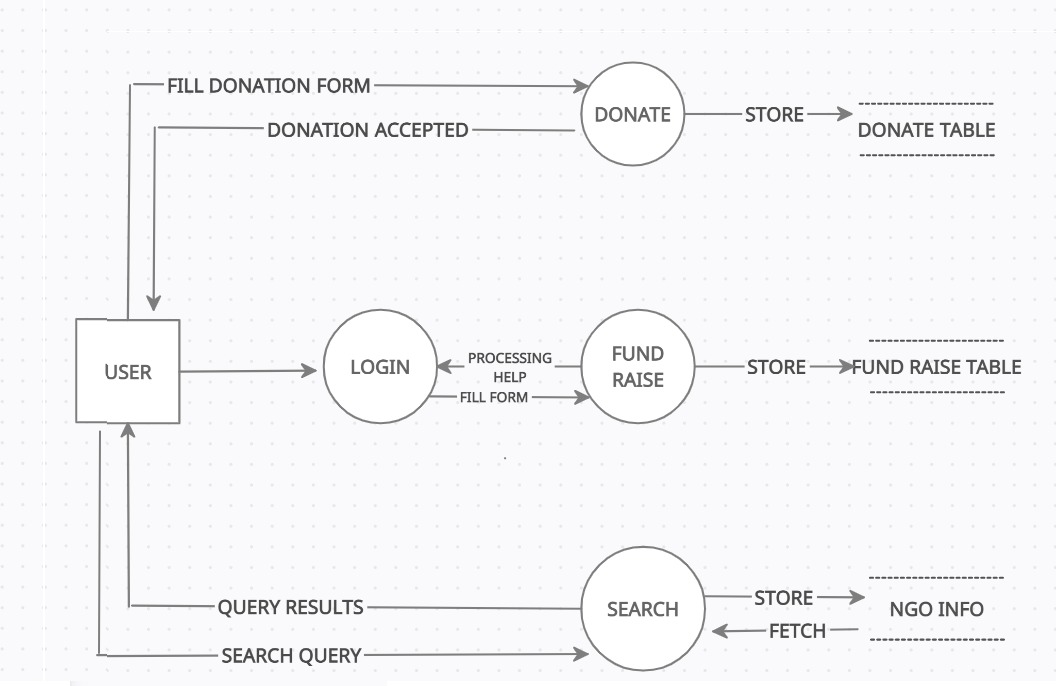 FILL DONATION FORM
DONATION ACCEPTED
DONATE
STORE
DONATE TABLE
USER
LOGIN
PROCESSING
HELP
FILL FORM
FUND
RAISE
STORE
FUND RAISE TABLE
QUERY RESULTS
SEARCH QUERY
SEARCH
STORE
FETCH
NGO INFO